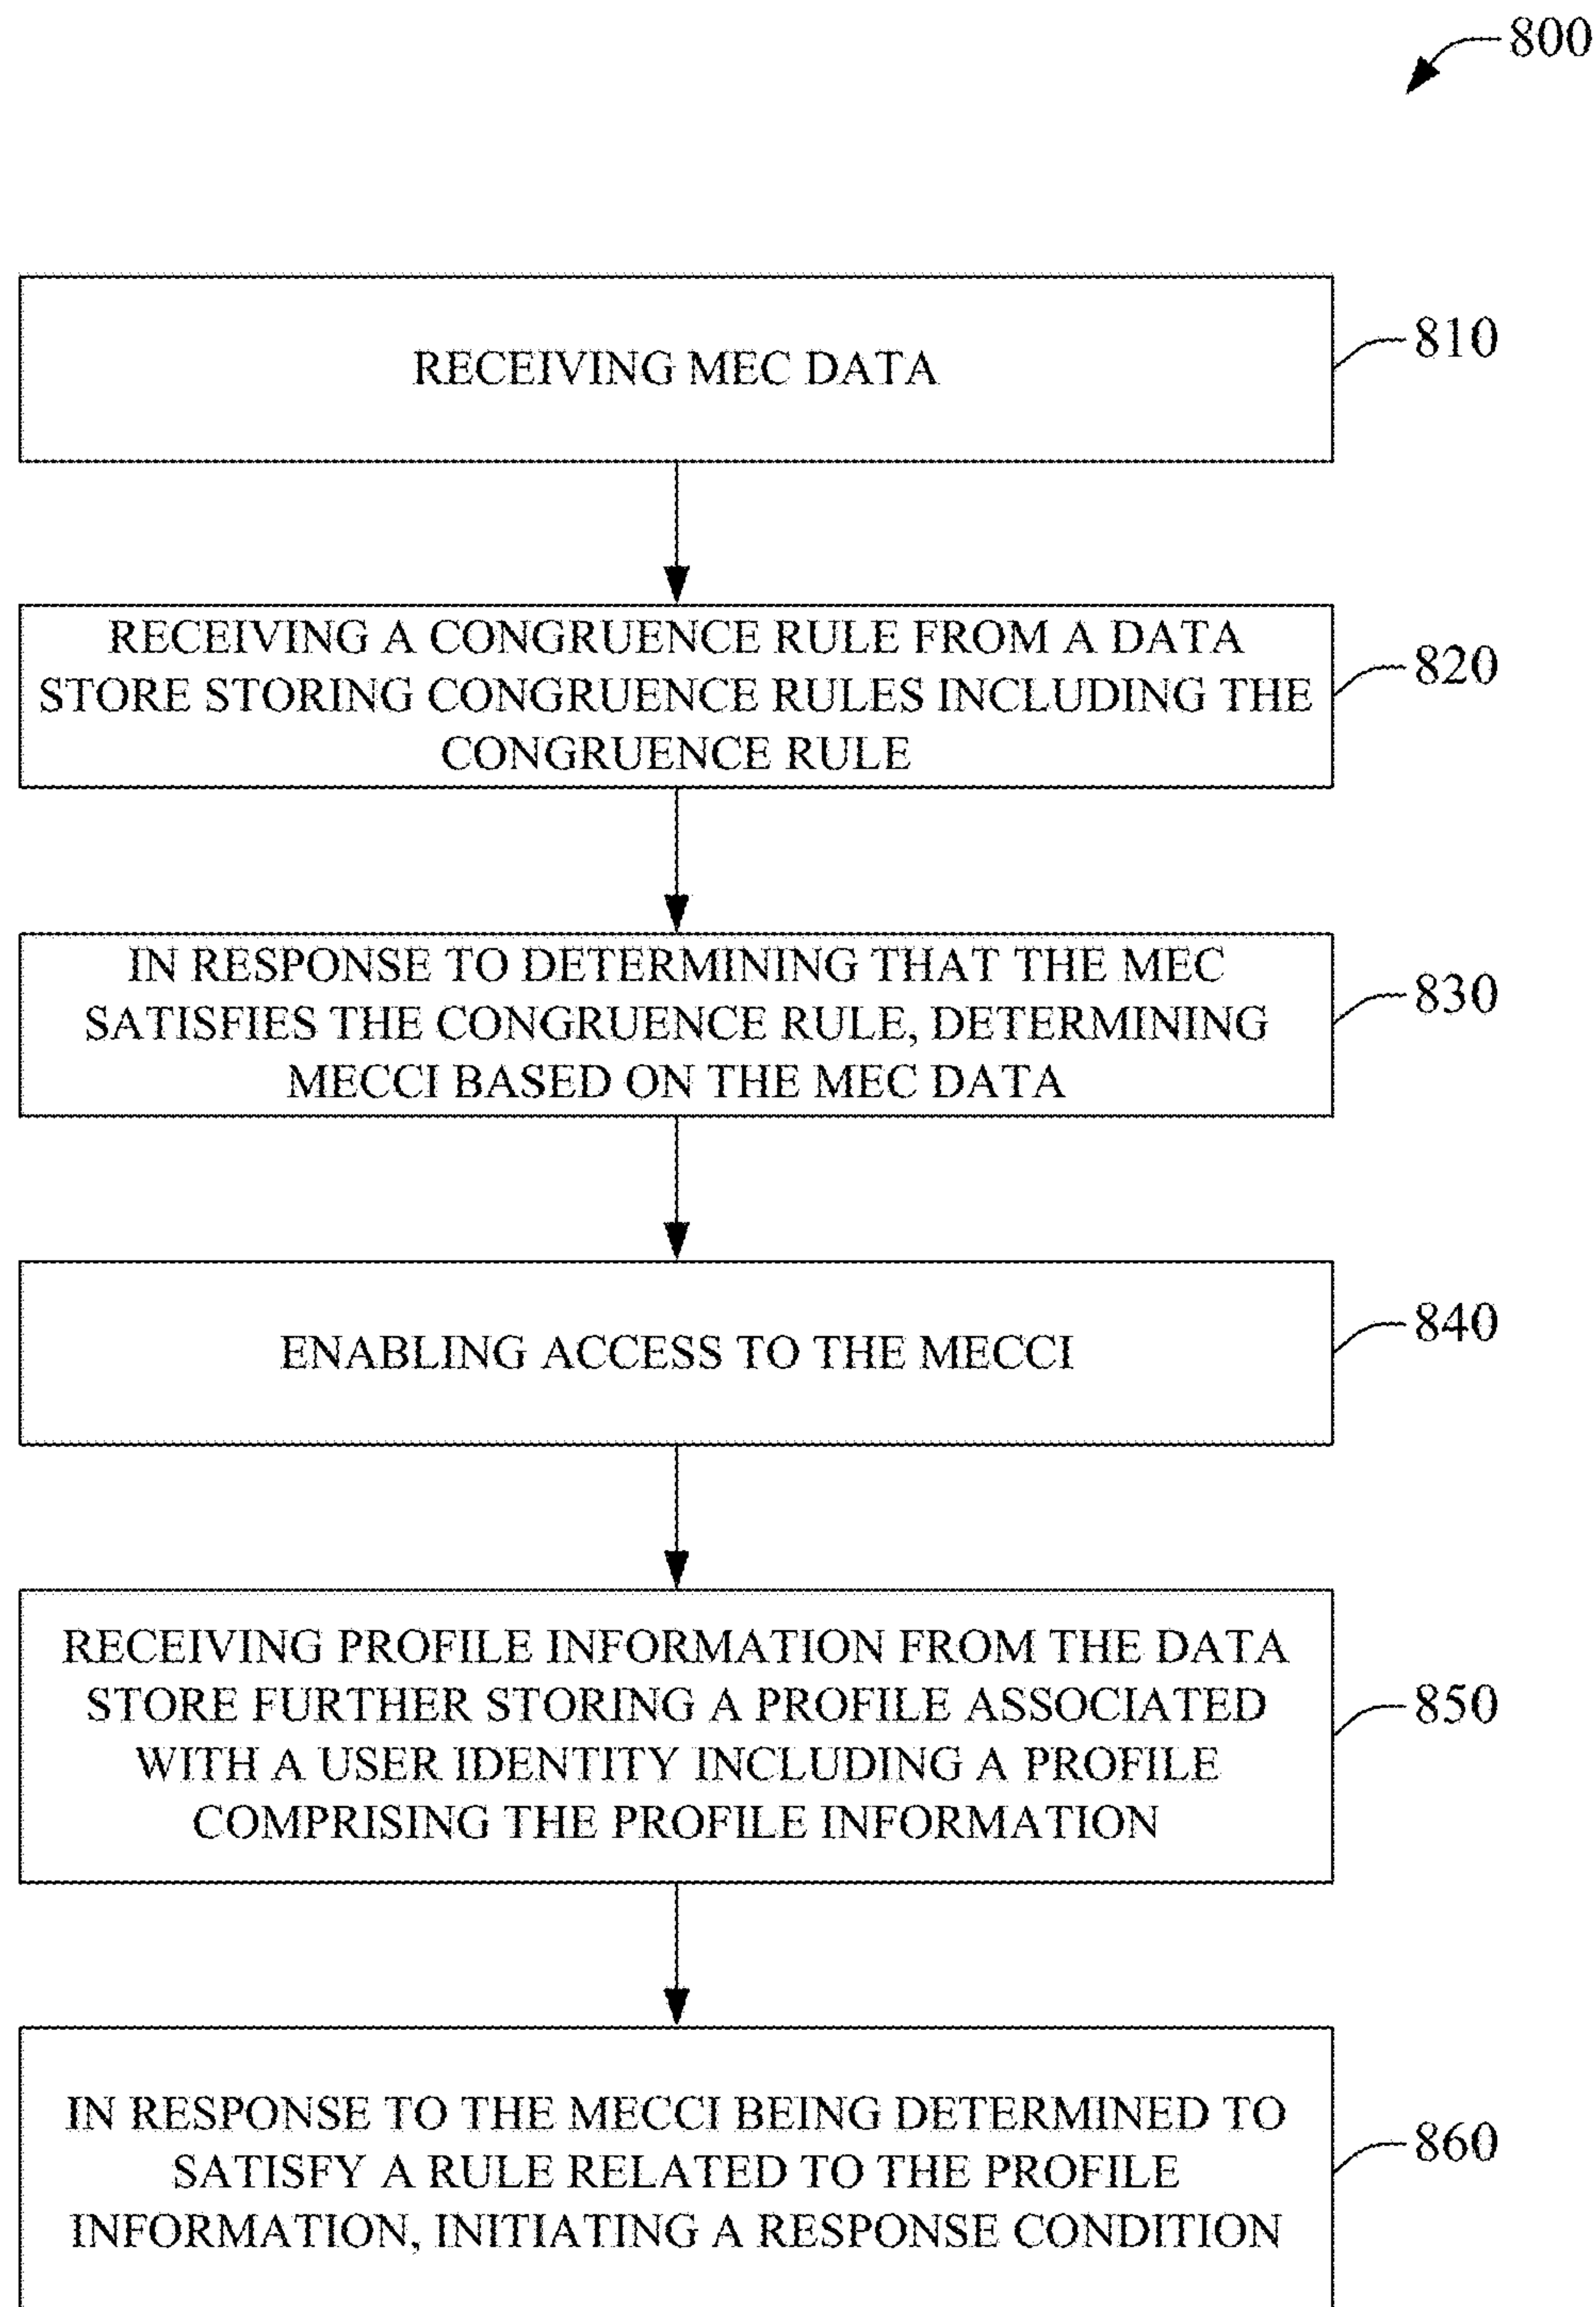 800
RECEIVING MEC DATA
810
RECEIVING A CONGRUENCE RULE FROM A DATA
STORE STORING CONGRUENCE RULES INCLUDING THE
CONGRUENCE RULE
820
IN RESPONSE TO DETERMINING THAT THE MEC
SATISFIES THE CONGRUENCE RULE, DETERMINING
MECCI BASED ON THE MEC DATA
830
ENABLING ACCESS TO THE MECCI
840
RECEIVING PROFILE INFORMATION FROM THE DATA
STORE FURTHER STORING A PROFILE ASSOCIATED
WITH A USER IDENTITY INCLUDING A PROFILE
COMPRISING THE PROFILE INFORMATION
850
IN RESPONSE TO THE MECCI BEING DETERMINED TO
SATISFY A RULE RELATED TO THE PROFILE
INFORMATION, INITIATING A RESPONSE CONDITION
860